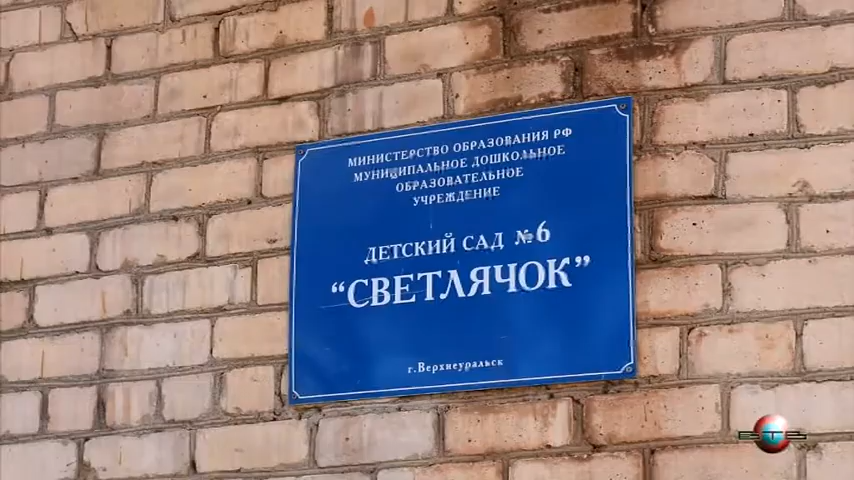 МИНИСТЕРСТВО ОБРАЗОВАНИЯ РФ
МУНИЦИПАЛЬНОЕ ДОШКОЛЬНОЕ
ОБРАЗОВАТЕЛЬНОЕ
УЧРЕЖДЕНИЕ
ДЕТСКИЙ САД №6
“СВЕТЛЯЧОК”
г.Верхнеуральск